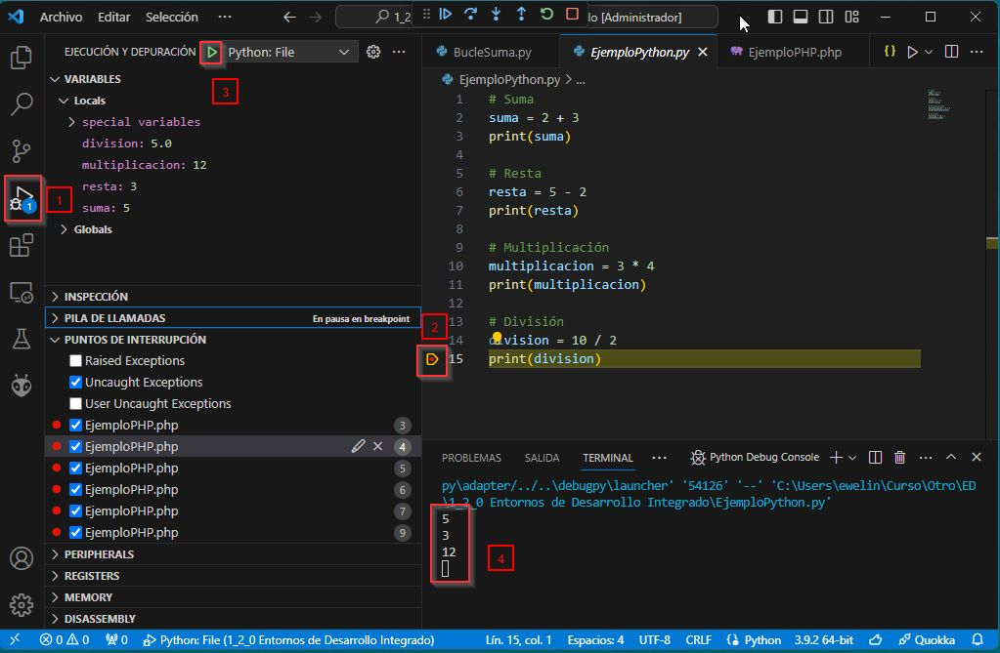 Archivo Editar Selección ···
1_2_
lo [Administrador]
EJECUCIÓN Y DEPURACIÓN
Python: File
3
VARIABLES
Locals
special variables
division: 5.0
multiplicacion: 12
resta: 3
suma: 5
Globals
1
1
INSPECCIÓN
PILA DE LLAMADAS En pausa en breakpoint
PUNTOS DE INTERRUPCIÓN
Raised Exceptions
Uncaught Exceptions
User Uncaught Exceptions
EjemploPHP.php 3
EjemploPHP.php 4
EjemploPHP.php 5
EjemploPHP.php 6
EjemploPHP.php 7
EjemploPHP.php 9
PERIPHERALS
REGISTERS
MEMORY
DISASSEMBLY
BucleSuma.py
EjemploPython.py
EjemploPHP.php
EjemploPython.py > ...
1 # Suma
2 suma = 2 + 3
3 print(suma)
4
5 # Resta
6 resta = 5 - 2
7 print(resta)
8
9 # Multiplicación
10 multiplicacion = 3 * 4
11 print(multiplicacion)
12
13 # División
14 division = 10 / 2
15 print(division)
2
PROBLEMAS SALIDA TERMINAL ··· Python Debug Console
py\adapter/../..\debugpy\launcher' '54126' '--' 'C:\Users\ewelin\Curso\Otro\ED
\1_2_0 Entornos de Desarrollo Integrado\EjemploPython.py'
5
3
12
4
0 0 0 Python: File (1_2_0 Entornos de Desarrollo Integrado) Lín. 15, col. 1 Espacios: 4 UTF-8 CRLF Python 3.9.2 64-bit Quokka